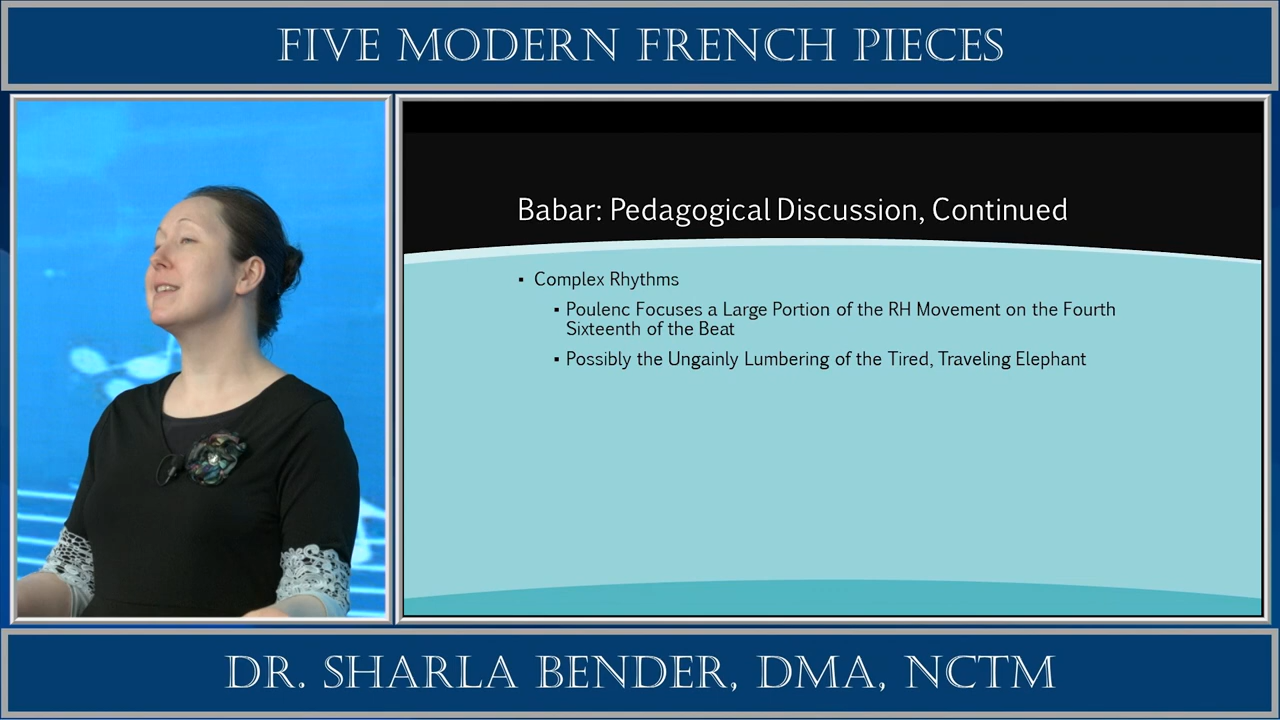 FIVE MODERN FRENCH PIECES
Babar: Pedagogical Discussion, Continued
▪ Complex Rhythms
▪ Poulenc Focuses a Large Portion of the RH Movement on the Fourth
Sixteenth of the Beat
▪ Possibly the Ungainly Lumbering of the Tired, Traveling Elephant
DR. SHARLA BENDER, DMA, NCTM